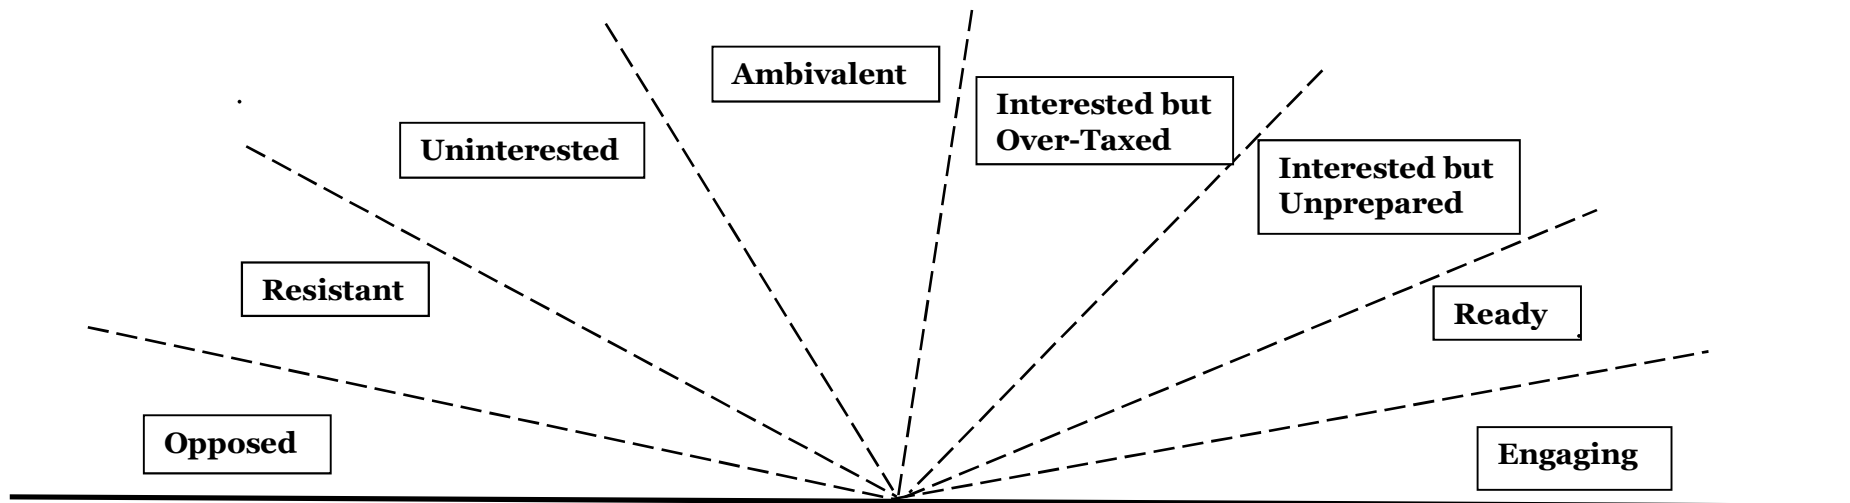 Opposed
Resistant
Uninterested
Ambivalent
Interested but
Over-Taxed
Interested but
Unprepared
Ready
Engaging